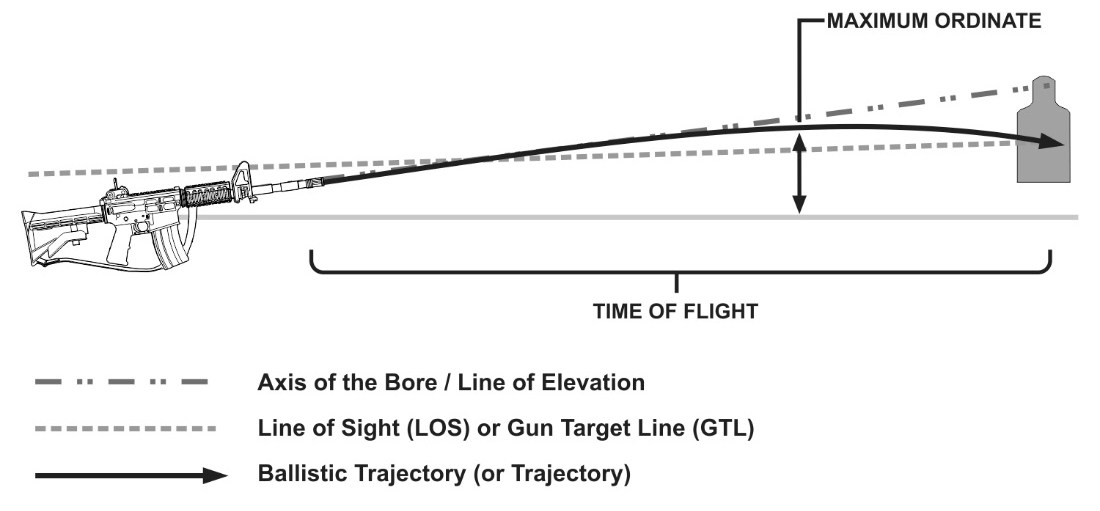 MAXIMUM ORDINATE
TIME OF FLIGHT
Axis of the Bore / Line of Elevation
Line of Sight (LOS) or Gun Target Line (GTL)
Ballistic Trajectory (or Trajectory)